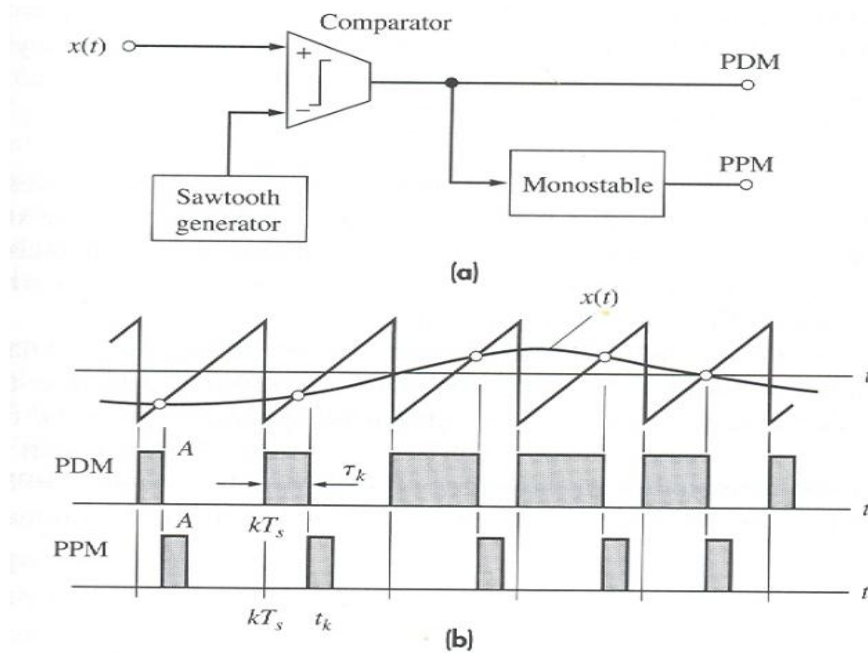 Comparator
x(t)
+
−
PDM
PPM
Monostable
Sawtooth
generator
(a)
x(t)
t
PDM
A
τk
t
A
kTs
PPM
t
kTs
tk
(b)